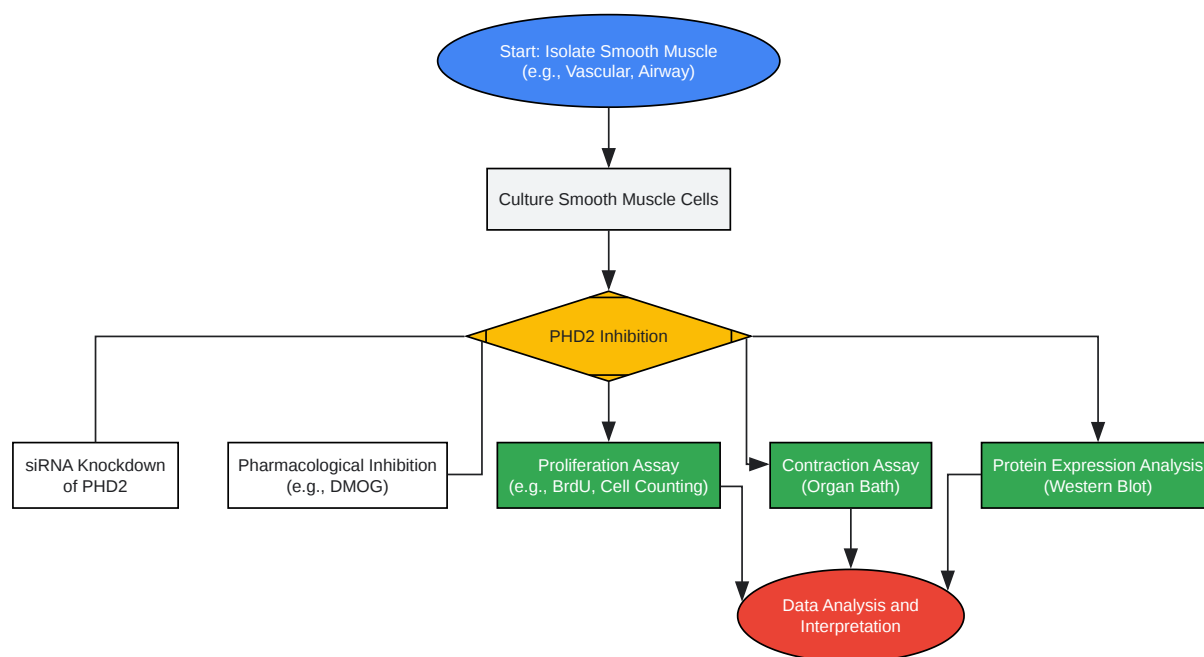 Start: Isolate Smooth Muscle
(e.g., Vascular, Airway)
Culture Smooth Muscle Cells
PHD2 Inhibition
siRNA Knockdown
of PHD2
Pharmacological Inhibition
(e.g., DMOG)
Proliferation Assay
(e.g., BrdU, Cell Counting)
Contraction Assay
(Organ Bath)
Protein Expression Analysis
(Western Blot)
Data Analysis and
Interpretation